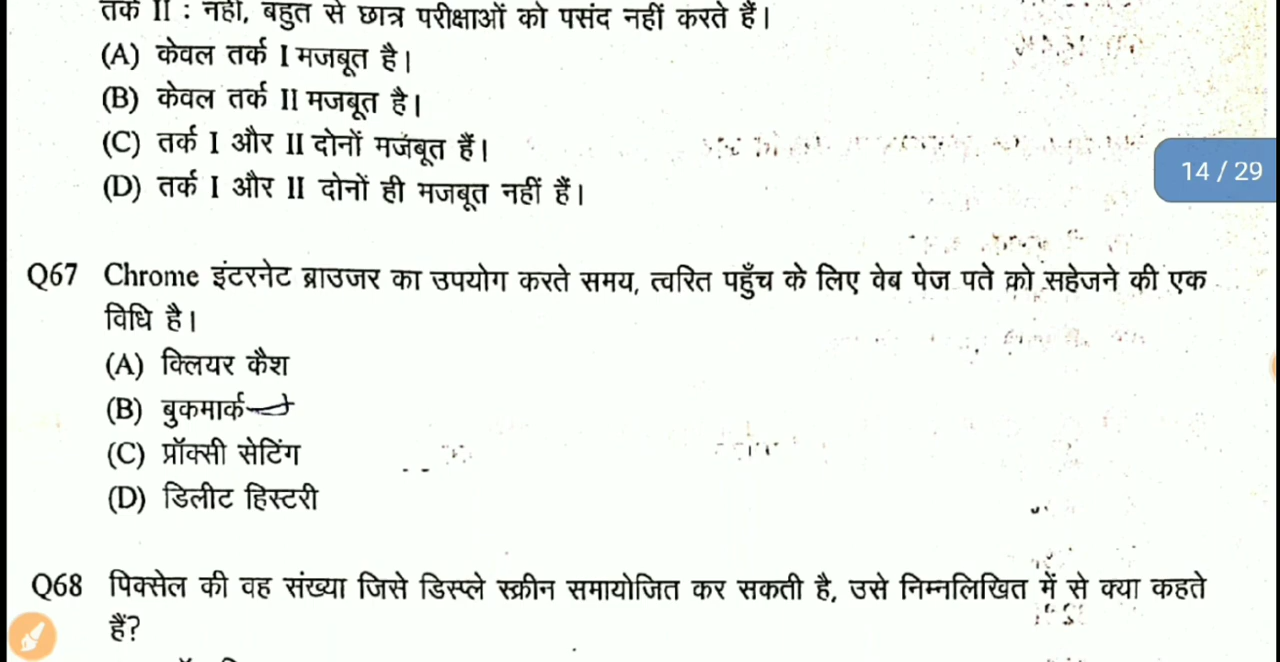 तर्क II : नहीं, बहुत से छात्र परीक्षाओं को पसंद नहीं करते हैं।
(A) केवल तर्क I मजबूत है।
(B) केवल तर्क II मजबूत है।
(C) तर्क I और II दोनों मजबूत हैं।
(D) तर्क I और II दोनों ही मजबूत नहीं हैं।
14 / 29
Q67 Chrome इंटरनेट ब्राउजर का उपयोग करते समय, त्वरित पहुँच के लिए वेब पेज पते को सहेजने की एक
विधि है।
(A) क्लियर कैश
(B) बुकमार्क
(C) प्रॉक्सी सेटिंग
(D) डिलीट हिस्टरी
Q68 पिक्सेल की वह संख्या जिसे डिस्प्ले स्क्रीन समायोजित कर सकती है, उसे निम्नलिखित में से क्या कहते
हैं?